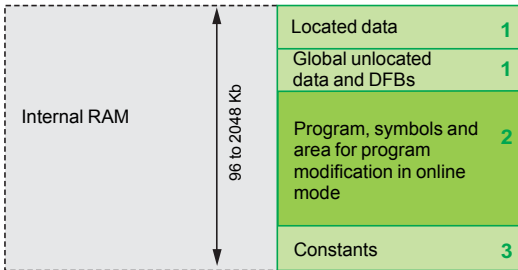 Located data 1
Global unlocated 1
data and DFBs
Internal RAM
96 to 2048 Kb
Program, symbols and 2
area for program
modification in online
mode
Constants 3